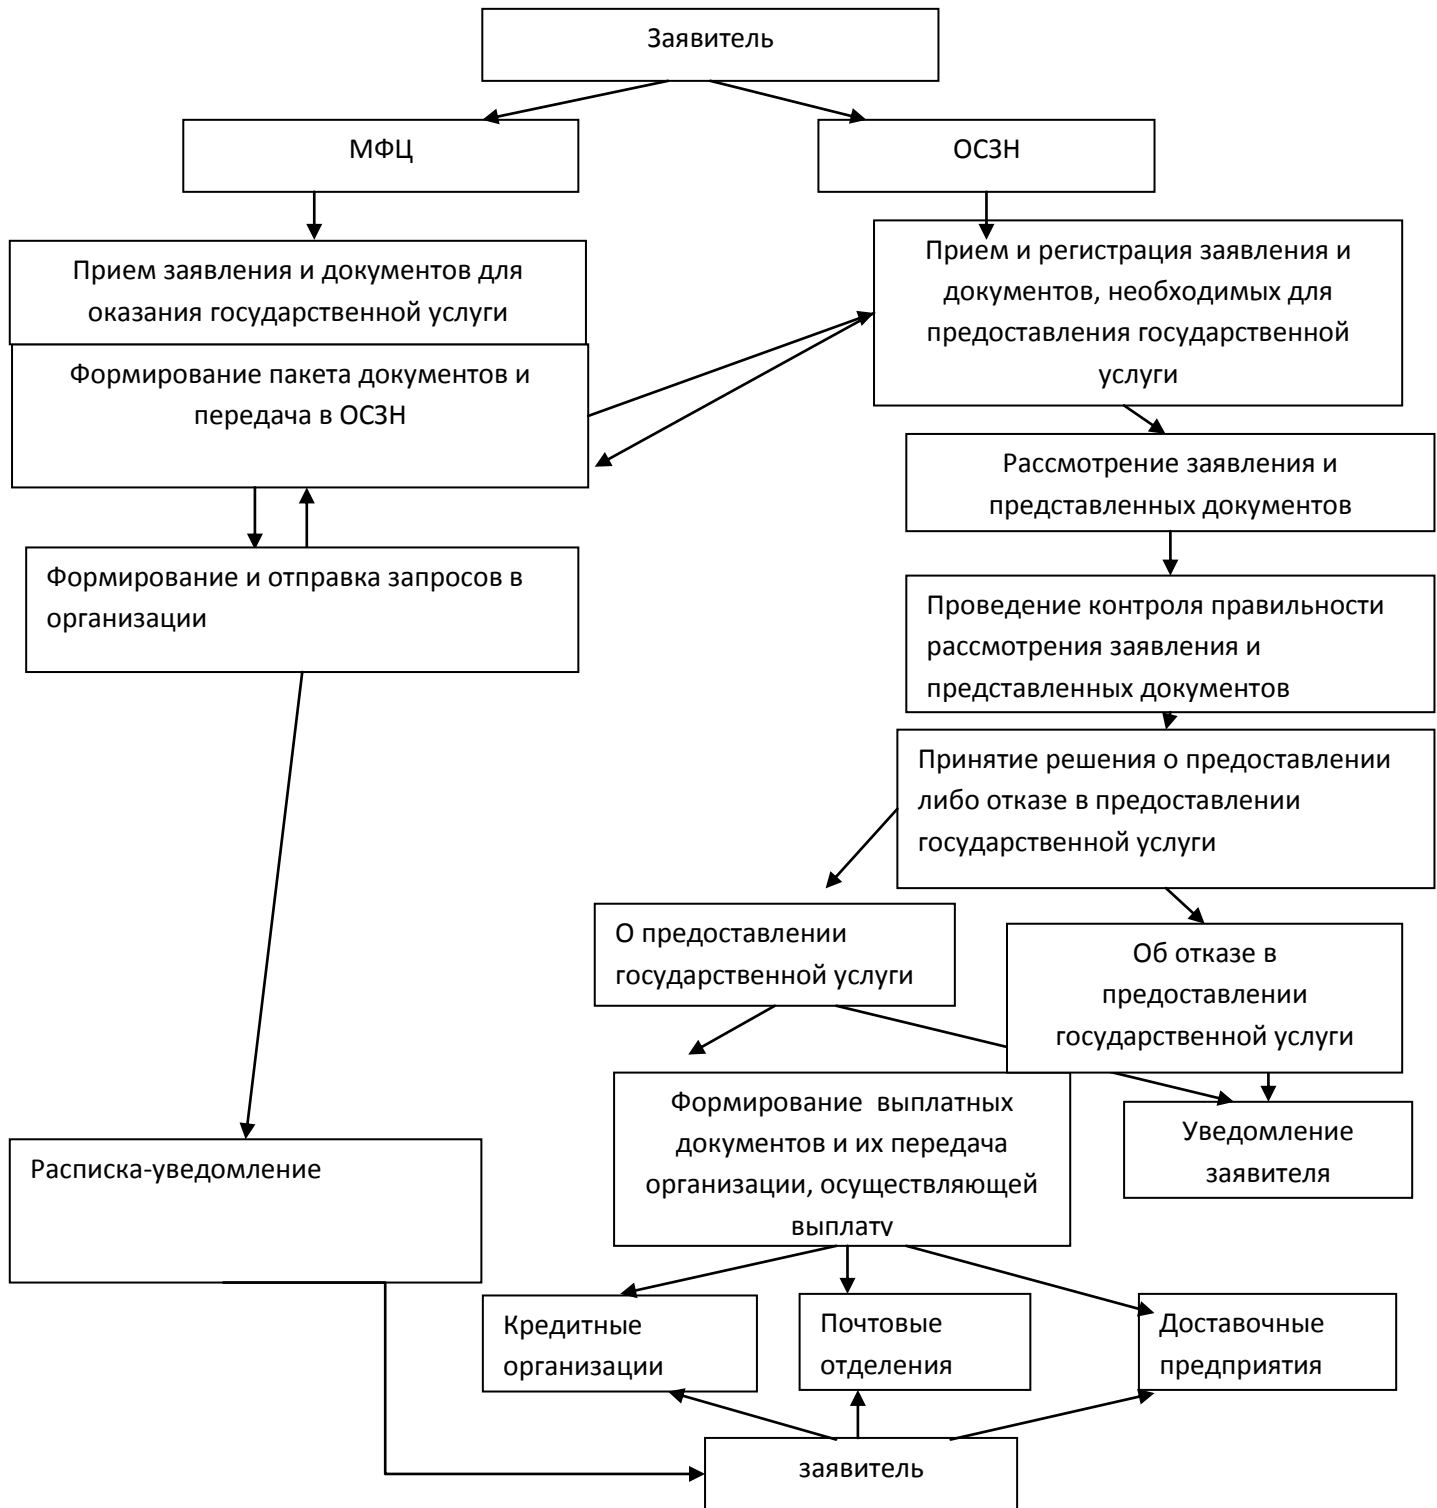 Заявитель
МФЦ
ОСЗН
Прием заявления и документов для
оказания государственной услуги
Прием и регистрация заявления и
документов, необходимых для
предоставления государственной
услуги
Формирование пакета документов и
передача в ОСЗН
Рассмотрение заявления и
представленных документов
Формирование и отправка запросов в
организации
Проведение контроля правильности
рассмотрения заявления и
представленных документов
Принятие решения о предоставлении
либо отказе в предоставлении
государственной услуги
О предоставлении
государственной услуги
Об отказе в
предоставлении
государственной услуги
Формирование  выплатных
документов и их передача
организации, осуществляющей
выплату
Уведомление
заявителя
Расписка-уведомление
Кредитные
организации
Почтовые
отделения
Доставочные
предприятия
заявитель